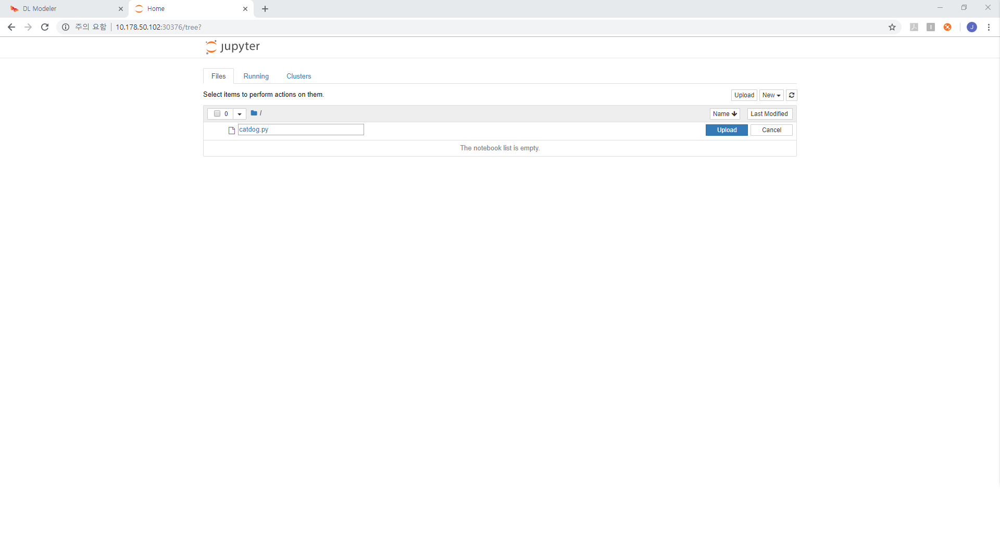 DL Modeler
Home
주의 요함 10.178.50.102:30376/tree?
J
jupyter
Files Running Clusters
Select items to perform actions on them.
Upload New
0 /
Name Last Modified
catdog.py
Upload Cancel
The notebook list is empty.